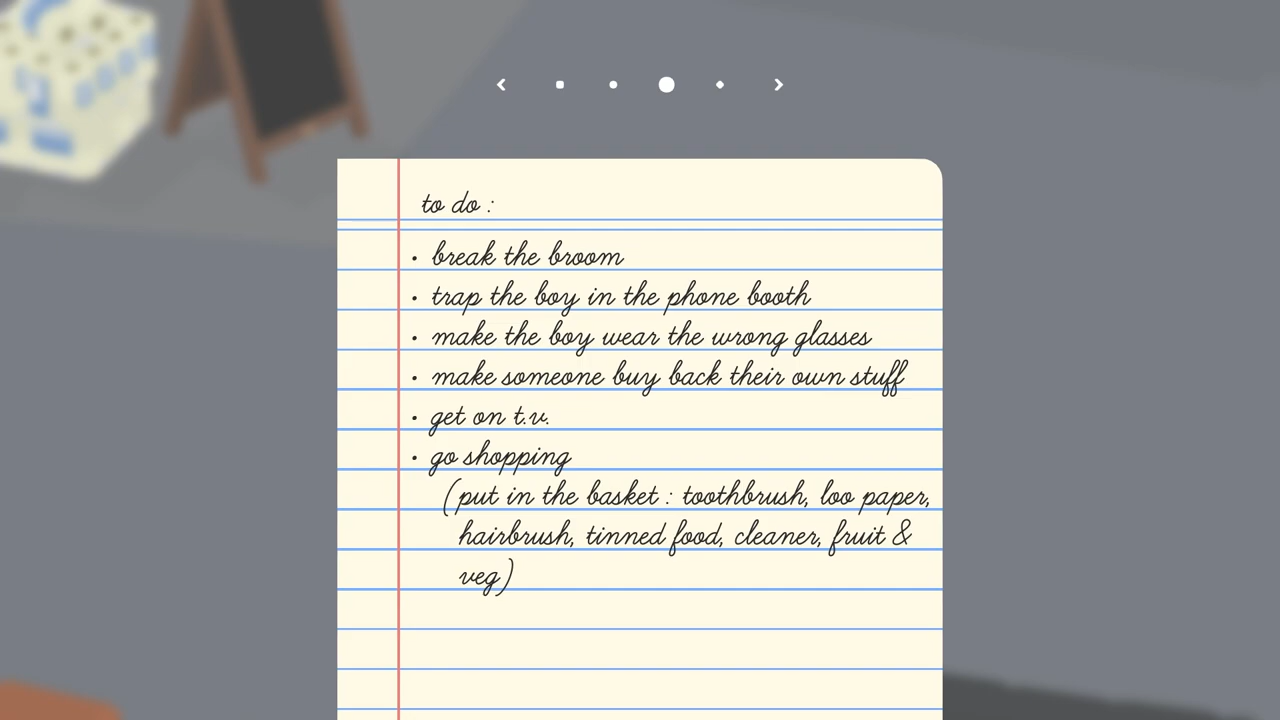 to do :
• break the broom
• trap the boy in the phone booth
• make the boy wear the wrong glasses
• make someone buy back their own stuff
• get on t.v.
• go shopping
(put in the basket : toothbrush, loo paper,
hairbrush, tinned food, cleaner, fruit &
veg)